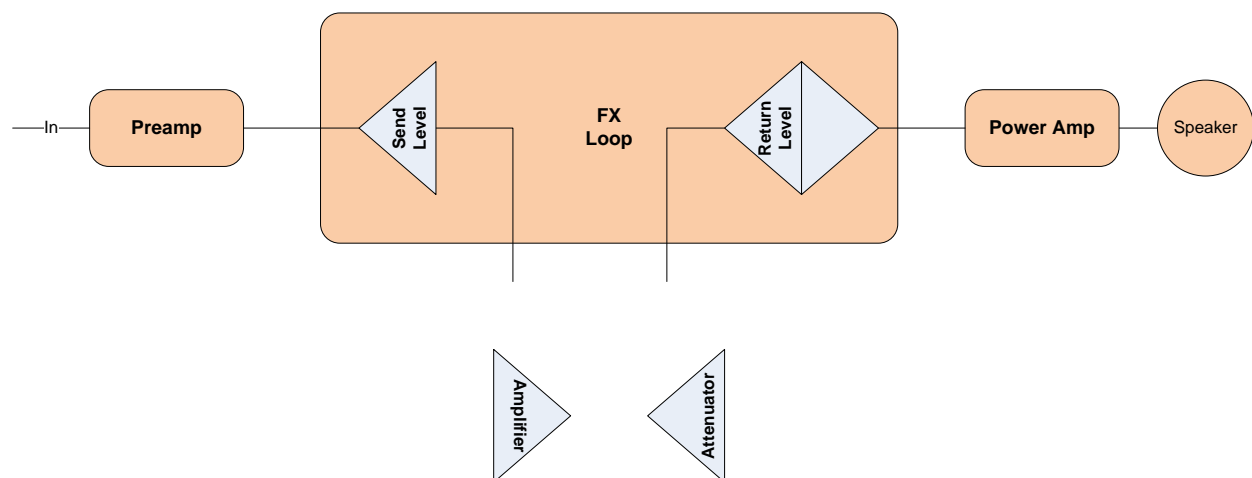 In
Preamp
Send
Level
FX
Loop
Return
Level
Power Amp
Speaker
Amplifier
Attenuator